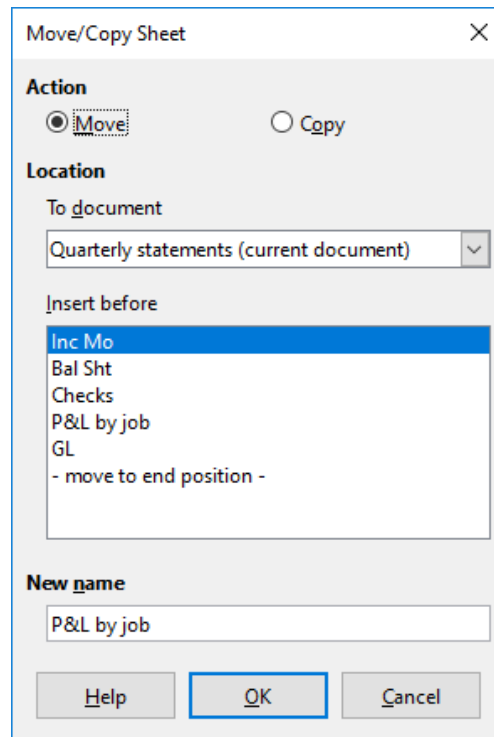 Move/Copy Sheet
Action
Move Copy
Location
To document
Quarterly statements (current document)
Insert before
Inc Mo
Bal Sht
Checks
P&L by job
GL
- move to end position -
New name
P&L by job
Help OK Cancel